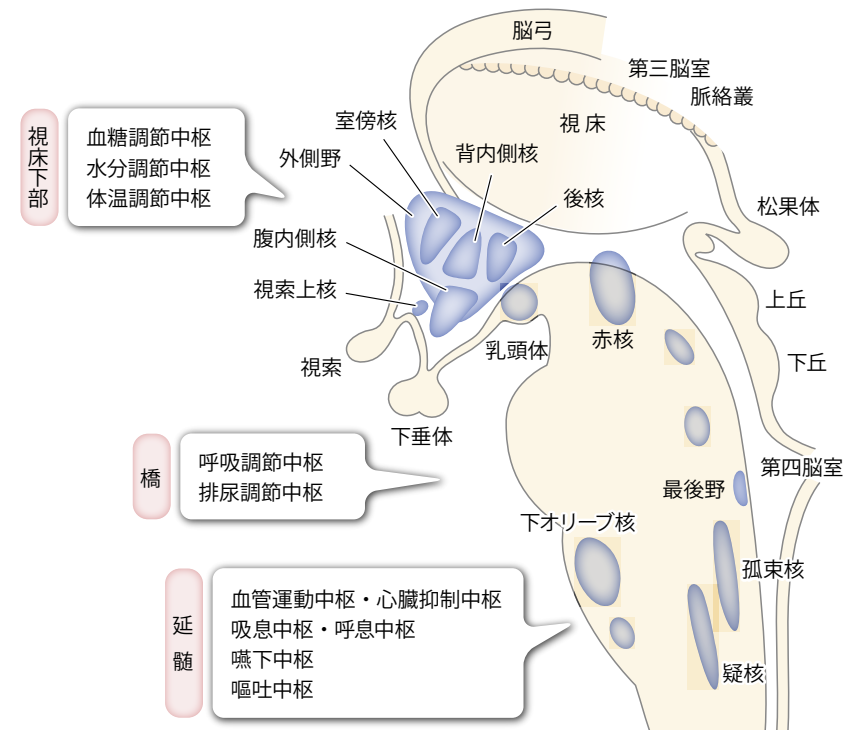 脳弓
第三脳室
脈絡叢
視床
室傍核
外側野
背内側核
後核
松果体
視床下部
血糖調節中枢
水分調節中枢
体温調節中枢
腹内側核
視索上核
上丘
視索
乳頭体
赤核
下丘
下垂体
橋
呼吸調節中枢
排尿調節中枢
第四脳室
最後野
下オリーブ核
孤束核
延髄
血管運動中枢・心臓抑制中枢
吸息中枢・呼息中枢
嚥下中枢
嘔吐中枢
疑核